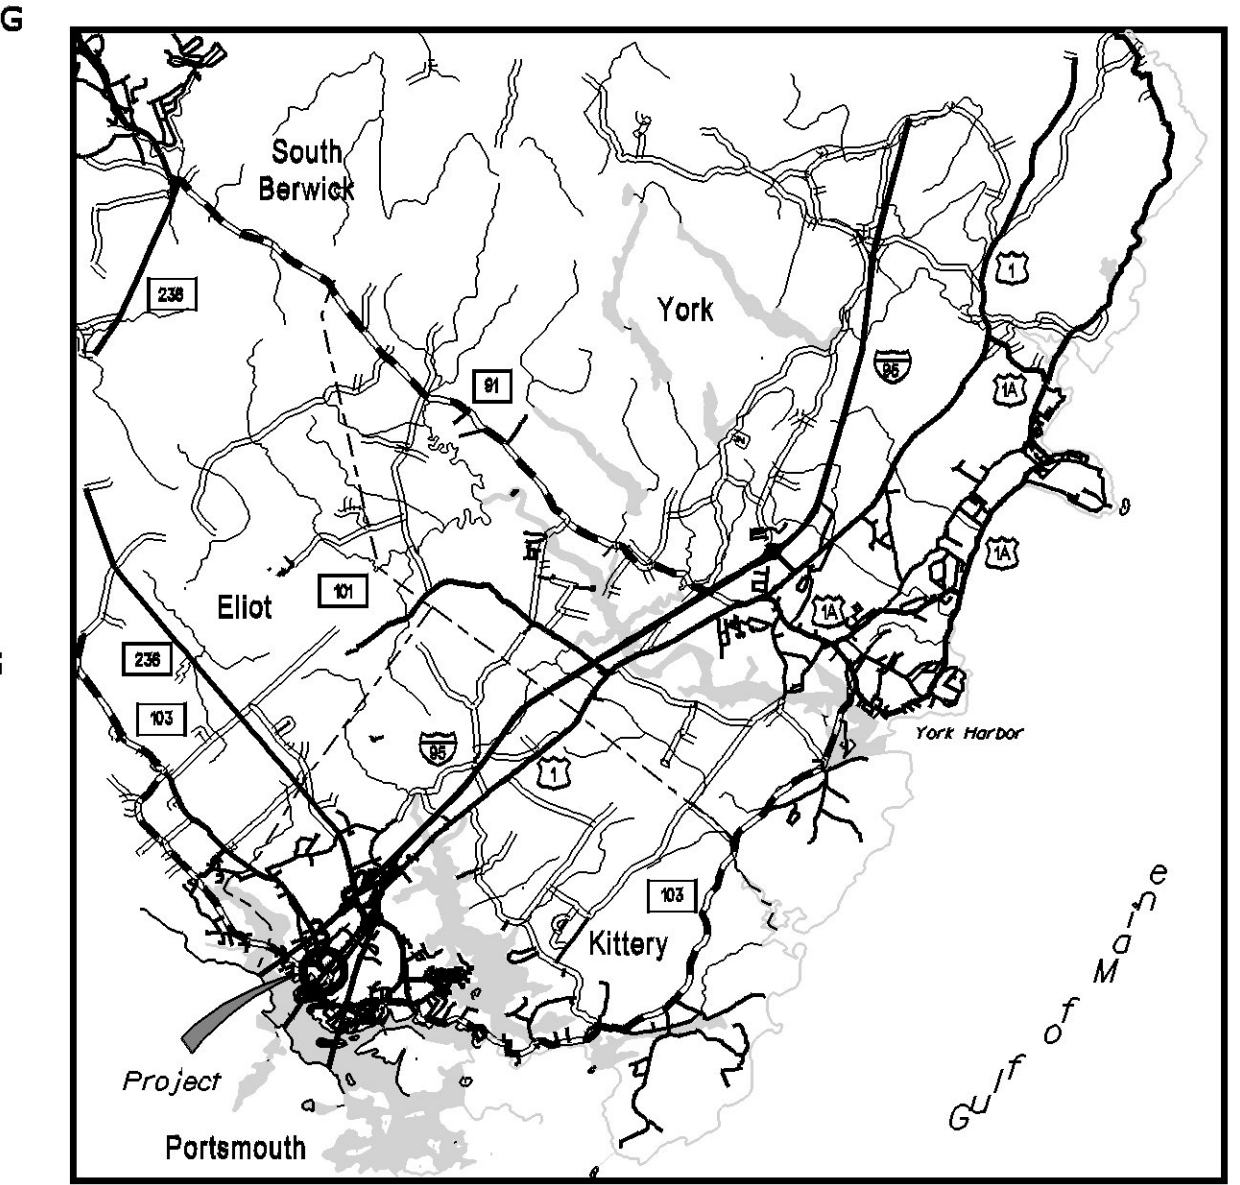 G
South
Berwick
236
1
York
95
1A
91
1A
101
Eliot
1A
236
103
York Harbor
95
1
103
Kittery
Gulf of Maine
Project
Portsmouth